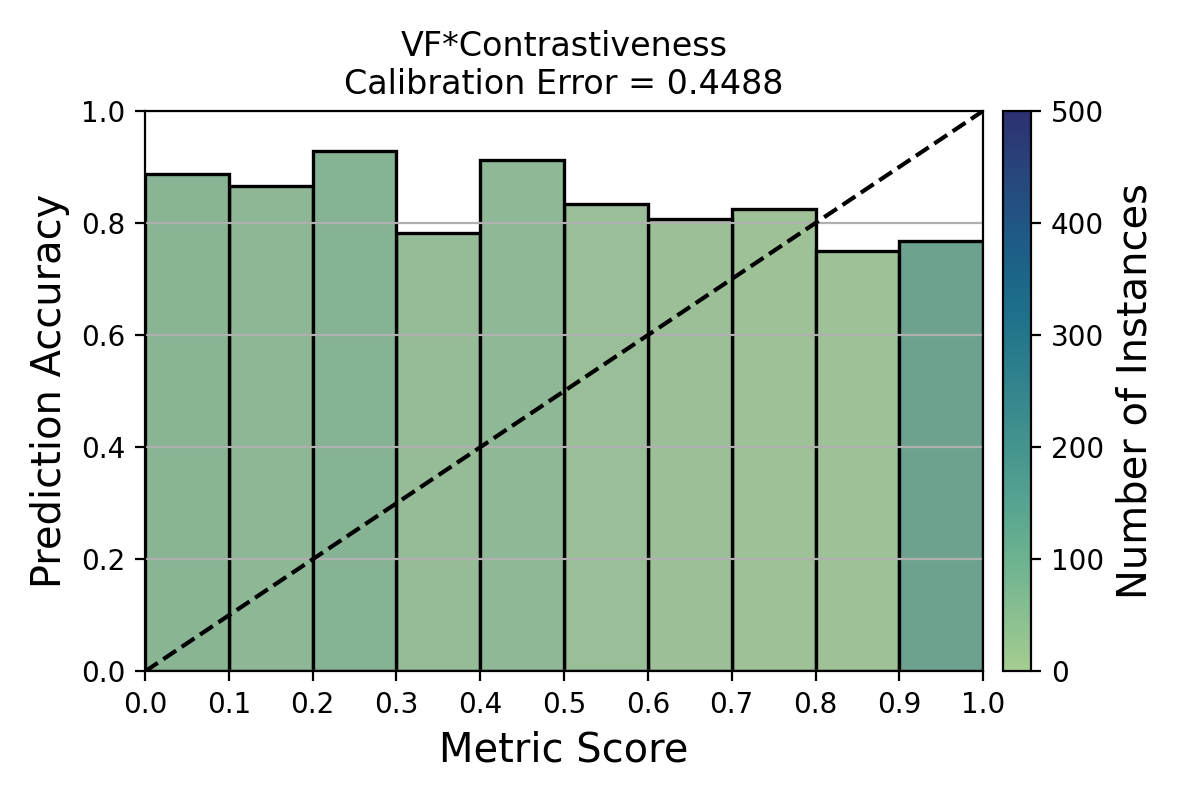 VF*Contrastiveness
Calibration Error = 0.4488
Prediction Accuracy
1.0
0.8
0.6
0.4
0.2
0.0
0.0 0.1 0.2 0.3 0.4 0.5 0.6 0.7 0.8 0.9 1.0
Metric Score
500
400
300
200
100
0
Number of Instances